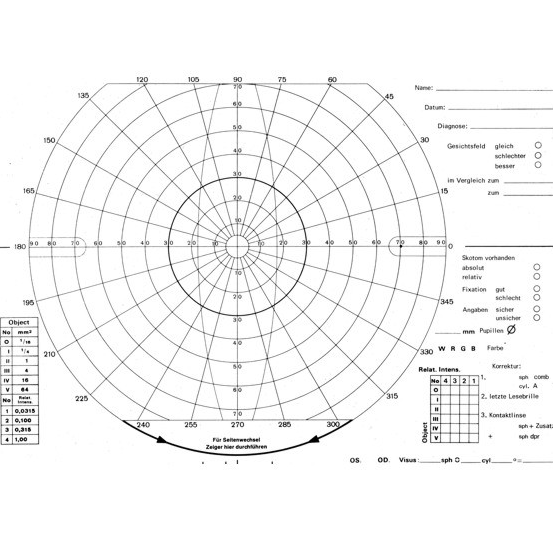 120 105 90 75 60
135 45
150 30
165 15
180 0
195 345
210 330
225 315
240 255 270 285 300
70
60
50
40
30
20
10
90 80 70 60 50 40 30 20 10 10 20 30 40 50 60 70 80 90
10
20
30
40
50
60
70
Für Seitenwechsel
Zeiger hier durchführen
Name:
Datum:
Diagnose:
Gesichtsfeld gleich
schlechter
besser
im Vergleich zum
zum
Skotom vorhanden
absolut
relativ
Fixation gut
schlecht
Angaben sicher
unsicher
mm Pupillen Ø
W R G B Farbe
Object
No mm²
O 1/16
I 1/4
II 1
III 4
IV 16
V 64
No Relat. Intens.
1 0,0315
2 0,100
3 0,315
4 1,00
Relat. Intens.
No 4 3 2 1
O
I
II
III
IV
V
Object
Korrektur:
1. sph comb
cyl. A
2. letzte Lesebrille
3. Kontaktlinse
sph + Zusatz
+ sph dpr
OS. OD. Visus: sph cyl =